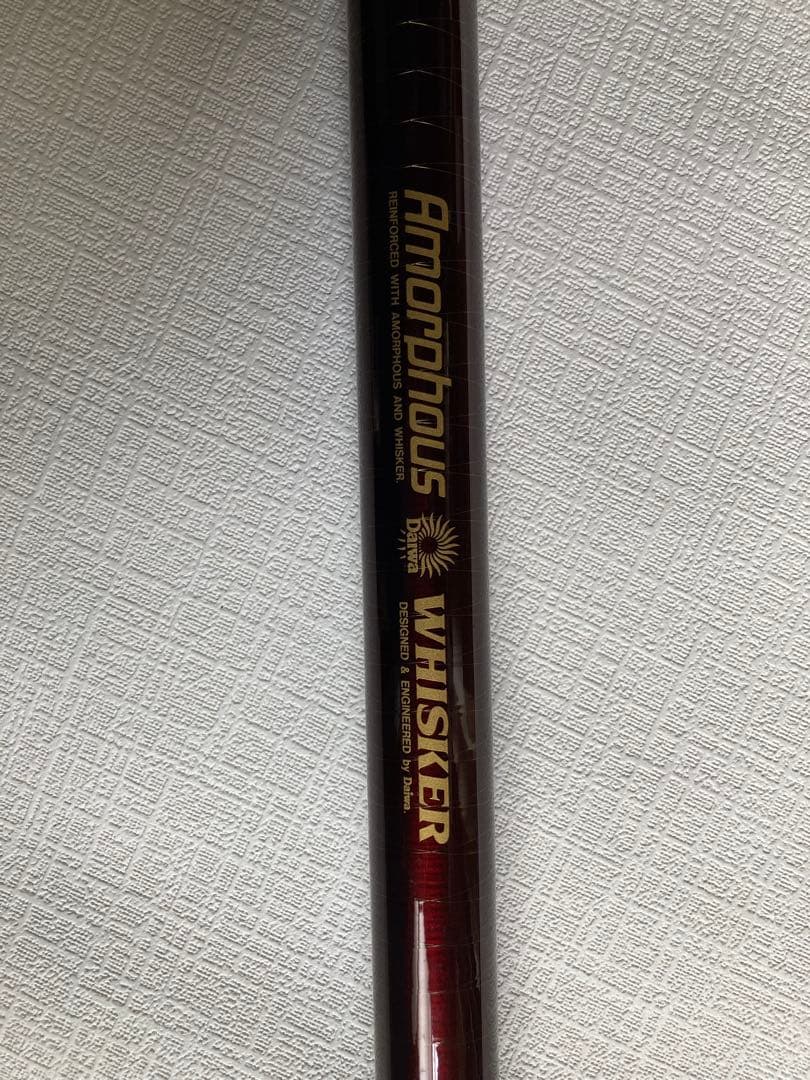 Amorphous
REINFORCED WITH AMORPHOUS AND WHISKER.
Daiwa
WHISKER
DESIGNED & ENGINEERED by Daiwa.